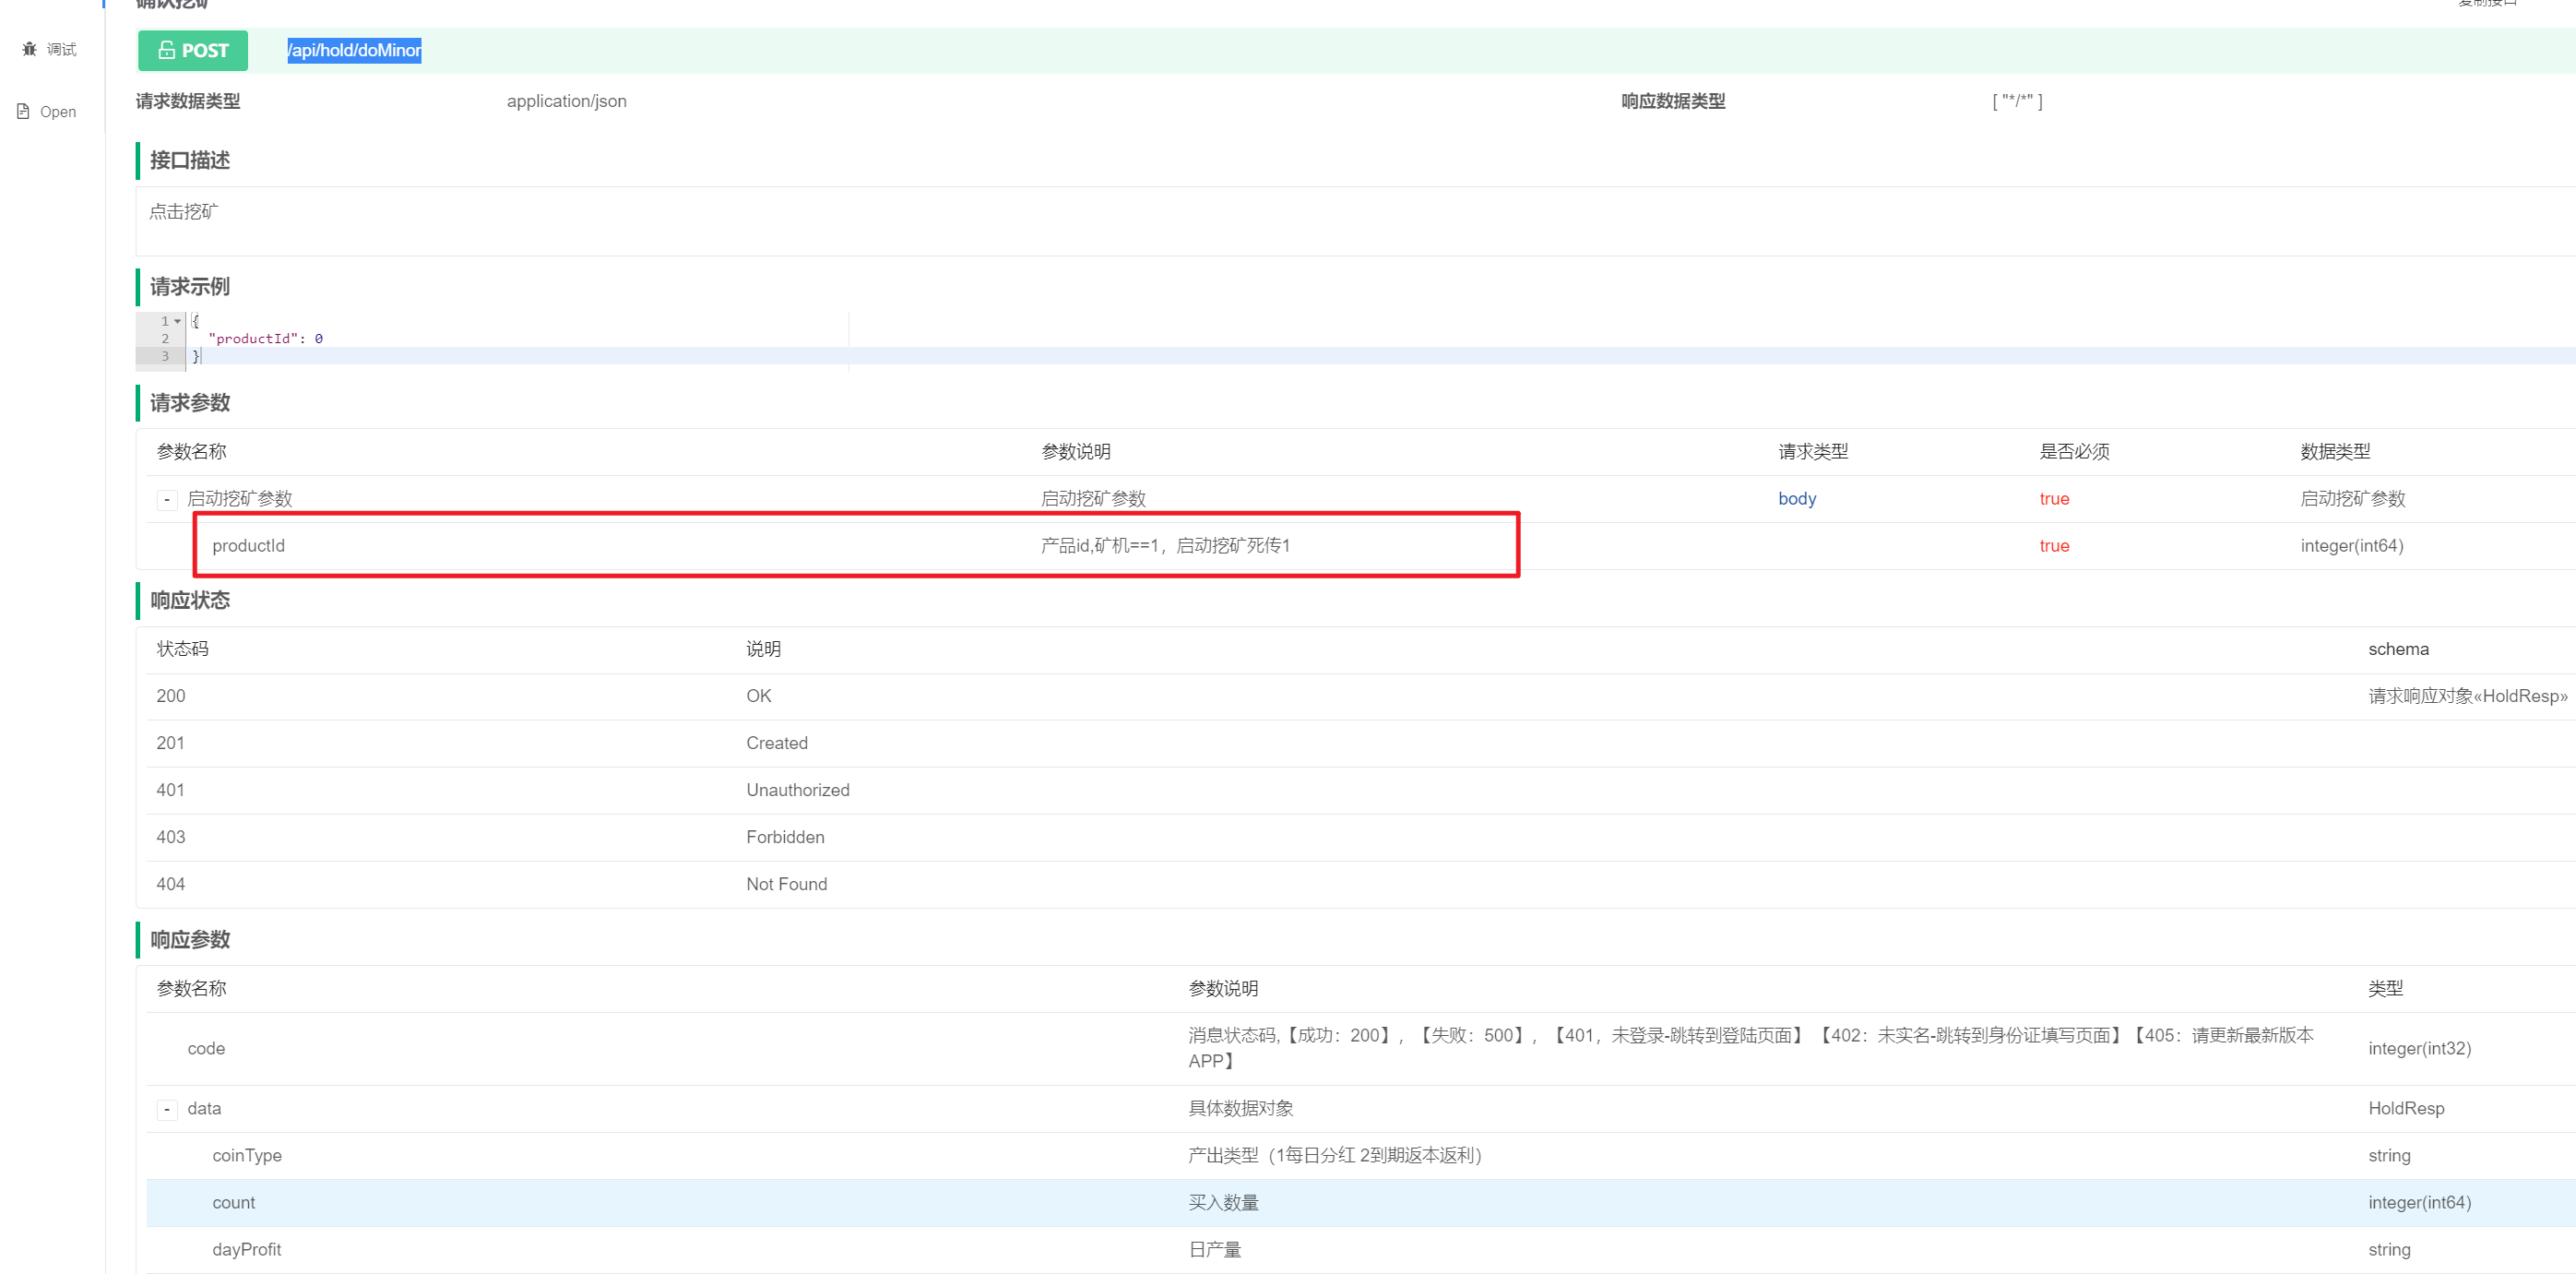 确认挖矿
复制接口
调试
POST
/api/hold/doMinor
Open
请求数据类型
application/json
响应数据类型
[ "*/*" ]
接口描述
点击挖矿
请求示例
1 {
2 "productId": 0
3 }
请求参数
参数名称 参数说明 请求类型 是否必须 数据类型
- 启动挖矿参数 启动挖矿参数 body true 启动挖矿参数
productId 产品id,矿机==1，启动挖矿死传1 true integer(int64)
响应状态
状态码 说明 schema
200 OK 请求响应对象«HoldResp»
201 Created
401 Unauthorized
403 Forbidden
404 Not Found
响应参数
参数名称 参数说明 类型
code 消息状态码,【成功：200】，【失败：500】，【401，未登录-跳转到登陆页面】【402：未实名-跳转到身份证填写页面】【405：请更新最新版本
APP】 integer(int32)
- data 具体数据对象 HoldResp
coinType 产出类型（1每日分红 2到期返本返利） string
count 买入数量 integer(int64)
dayProfit 日产量 string